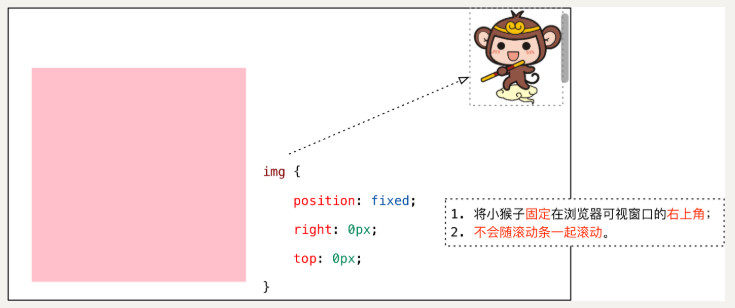 img {
position: fixed;
right: 0px;
top: 0px;
}
1. 将小猴子固定在浏览器可视窗口的右上角；
2. 不会随滚动条一起滚动。